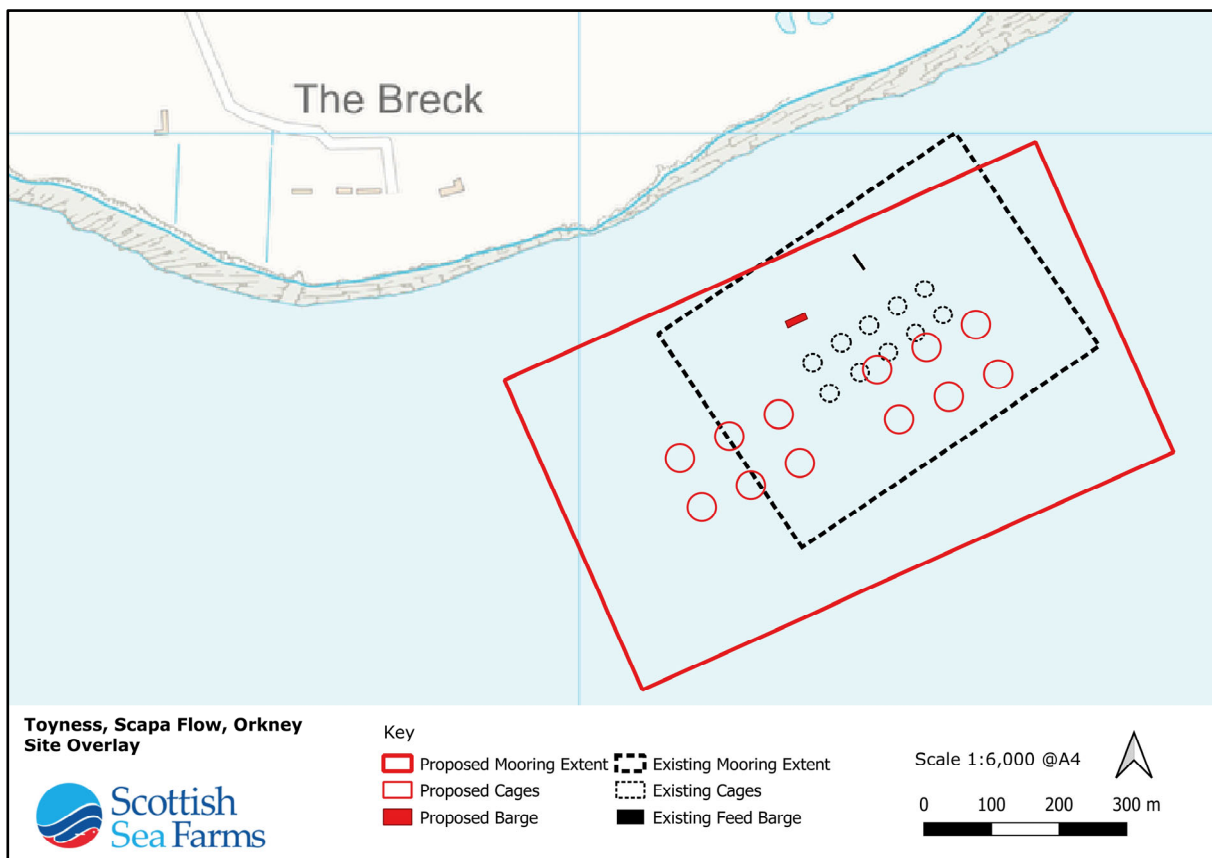 The Breck
Toyness, Scapa Flow, Orkney
Site Overlay
Scottish
Sea Farms
Key
Proposed Mooring Extent
Proposed Cages
Proposed Barge
Existing Mooring Extent
Existing Cages
Existing Feed Barge
Scale 1:6,000 @A4
0 100 200 300 m